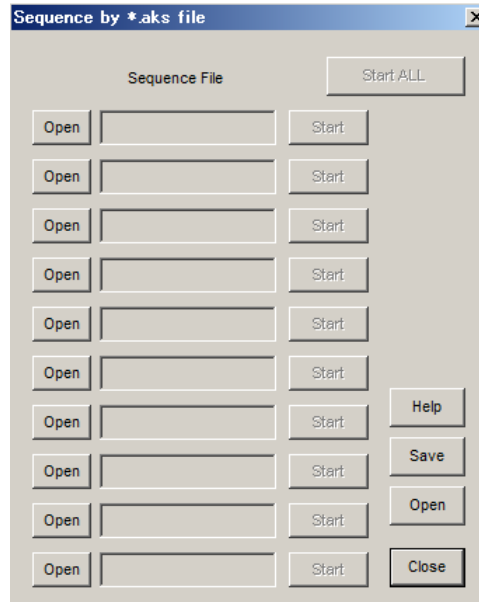 Sequence by *.aks file
Sequence File Start ALL
Open Start
Open Start
Open Start
Open Start
Open Start
Open Start
Help
Open Start
Save
Open Start
Open
Open Start
Open Start Close